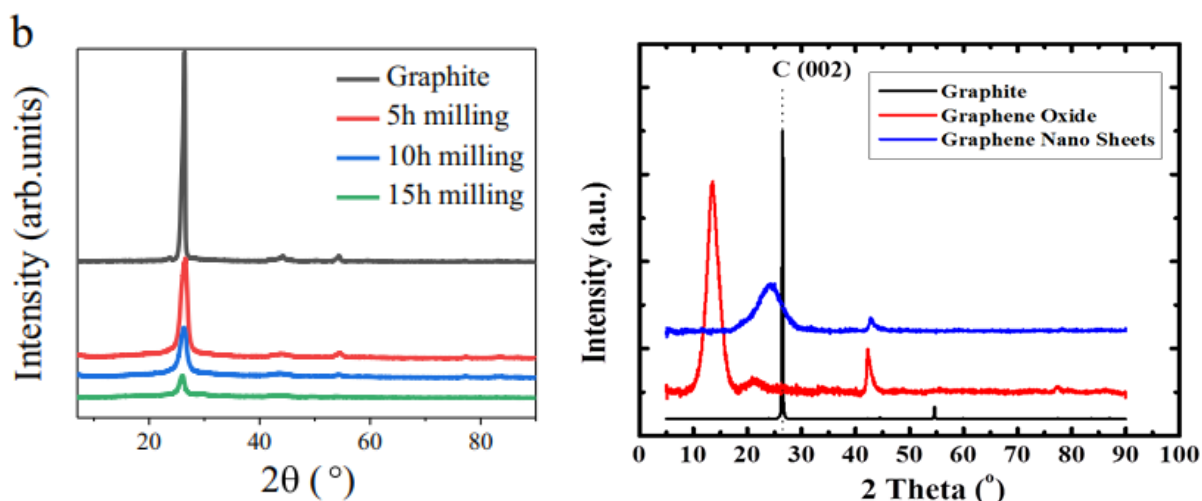 b
Graphite
5h milling
10h milling
15h milling
Intensity (arb.units)
20 40 60 80
2θ (°)
C (002)
Graphite
Graphene Oxide
Graphene Nano Sheets
Intensity (a.u.)
0 10 20 30 40 50 60 70 80 90 100
2 Theta (°)